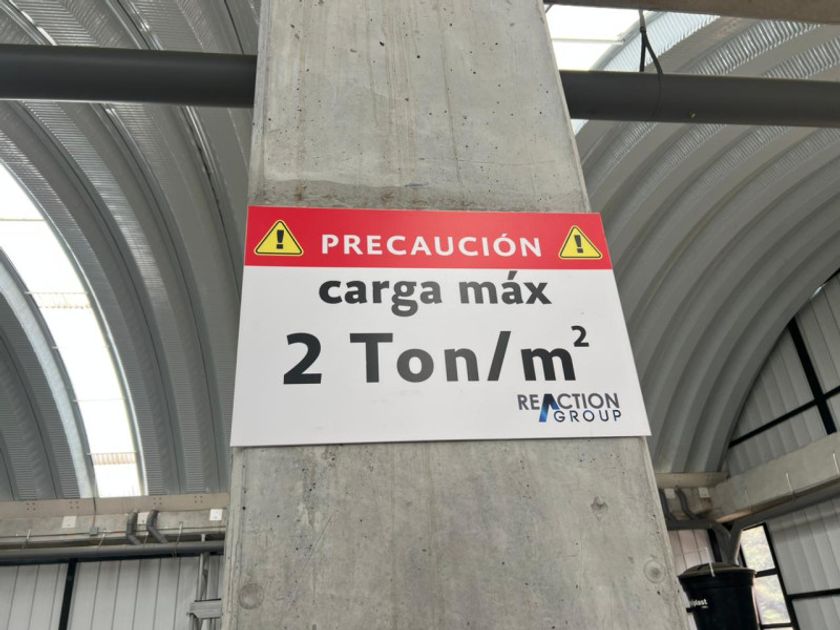 PRECAUCIÓN
carga máx
2 Ton/m²
REACTION
GROUP